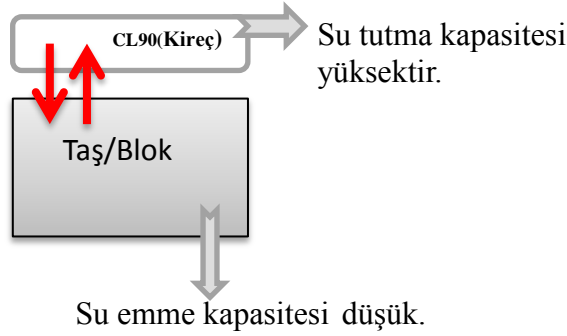 CL90(Kireç)
Su tutma kapasitesi
yüksektir.
Taş/Blok
Su emme kapasitesi düşük.